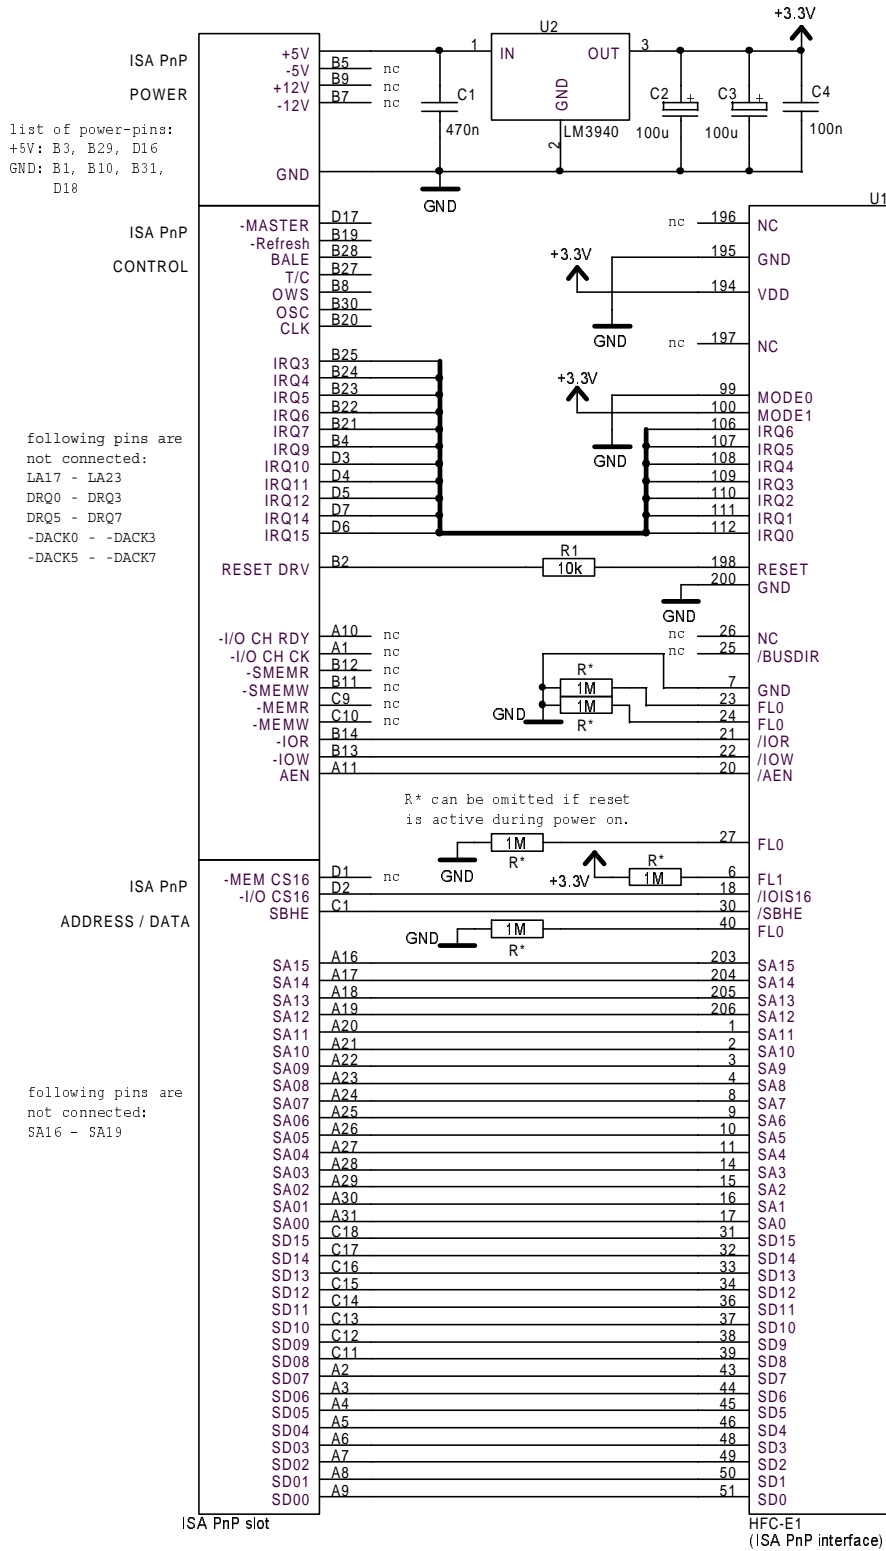 +3.3V
U2
1
3
IN
OUT
GND
2
LM3940
C1
470n
C2
+
100u
C3
+
100u
C4
100n
GND
ISA PnP
POWER
list of power-pins:
+5V: B3, B29, D16
GND: B1, B10, B31,
D18
+5V
-5V B5 nc
+12V B9 nc
-12V B7 nc
GND
U1
ISA PnP
CONTROL
-MASTER D17
-Refresh B19
BALE B28
T/C B27
OWS B8
OSC B30
CLK B20
nc 196 NC
195 GND
+3.3V
194 VDD
GND
nc 197 NC
IRQ3 B25
IRQ4 B24
IRQ5 B23
IRQ6 B22
IRQ7 B21
IRQ9 B4
IRQ10 D3
IRQ11 D4
IRQ12 D5
IRQ14 D7
IRQ15 D6
+3.3V
GND
99 MODE0
100 MODE1
106 IRQ6
107 IRQ5
108 IRQ4
109 IRQ3
110 IRQ2
111 IRQ1
112 IRQ0
following pins are
not connected:
LA17 - LA23
DRQ0 - DRQ3
DRQ5 - DRQ7
-DACK0 - -DACK3
-DACK5 - -DACK7
RESET DRV B2 R1 10k 198 RESET
200 GND
GND
-I/O CH RDY A10 nc
-I/O CH CK A1 nc
-SMEMR B12 nc
-SMEMW B11 nc
-MEMR C9 nc
-MEMW C10 nc
nc 26 NC
nc 25 /BUSDIR
R*
1M
1M
R*
GND
7 GND
23 FL0
24 FL0
-IOR B14 21 /IOR
-IOW B13 22 /IOW
AEN A11 20 /AEN
R* can be omitted if reset
is active during power on.
GND 1M R* 27 FL0
ISA PnP
ADDRESS / DATA
-MEM CS16 D1 nc
+3.3V R* 1M 6 FL1
-I/O CS16 D2 18 /IOIS16
SBHE C1 30 /SBHE
GND 1M R* 40 FL0
SA15 A16 203 SA15
SA14 A17 204 SA14
SA13 A18 205 SA13
SA12 A19 206 SA12
SA11 A20 1 SA11
SA10 A21 2 SA10
SA09 A22 3 SA9
SA08 A23 4 SA8
SA07 A24 8 SA7
SA06 A25 9 SA6
SA05 A26 10 SA5
SA04 A27 11 SA4
SA03 A28 14 SA3
SA02 A29 15 SA2
SA01 A30 16 SA1
SA00 A31 17 SA0
following pins are
not connected:
SA16 - SA19
SD15 C18 31 SD15
SD14 C17 32 SD14
SD13 C16 33 SD13
SD12 C15 34 SD12
SD11 C14 36 SD11
SD10 C13 37 SD10
SD09 C12 38 SD9
SD08 C11 39 SD8
SD07 A2 43 SD7
SD06 A3 44 SD6
SD05 A4 45 SD5
SD04 A5 46 SD4
SD03 A6 48 SD3
SD02 A7 49 SD2
SD01 A8 50 SD1
SD00 A9 51 SD0
ISA PnP slot
HFC-E1
(ISA PnP interface)